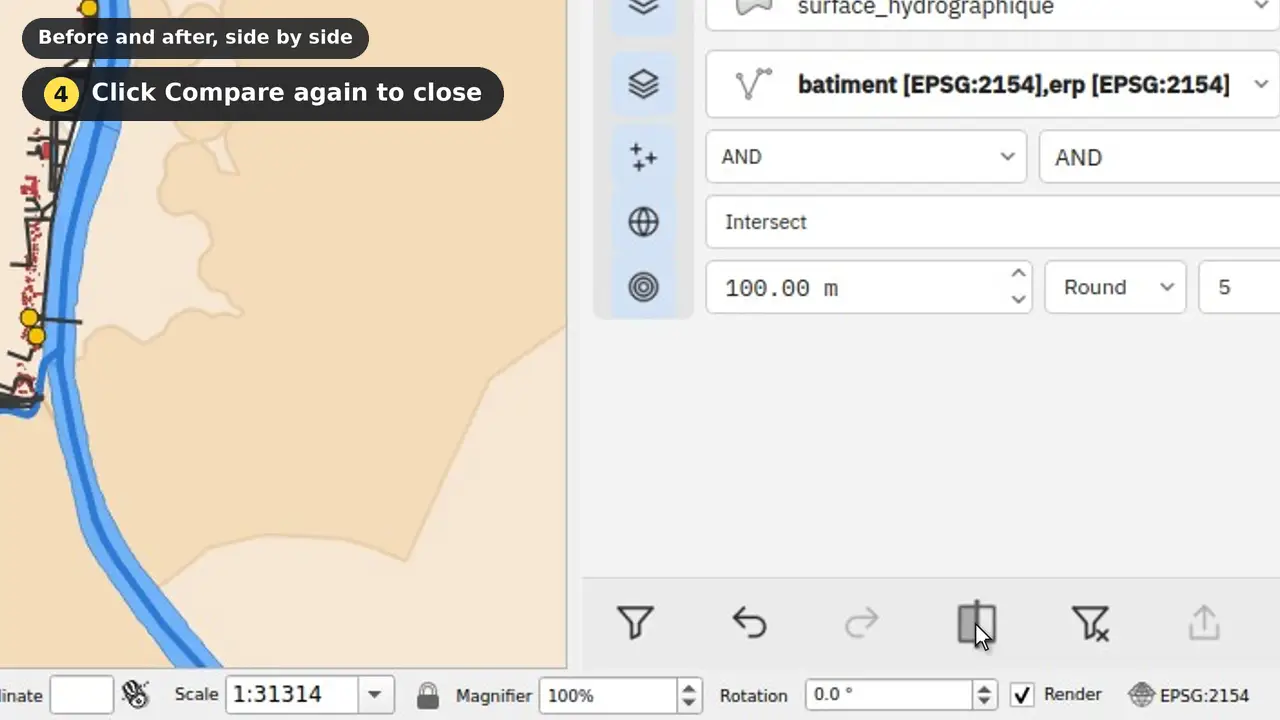 Before and after, side by side
4 Click Compare again to close
surface_hydrographique
batiment [EPSG:2154],erp [EPSG:2154]
AND AND
Intersect
100.00 m Round 5
inate Scale 1:31314 Magnifier 100% Rotation 0.0 ° Render EPSG:2154